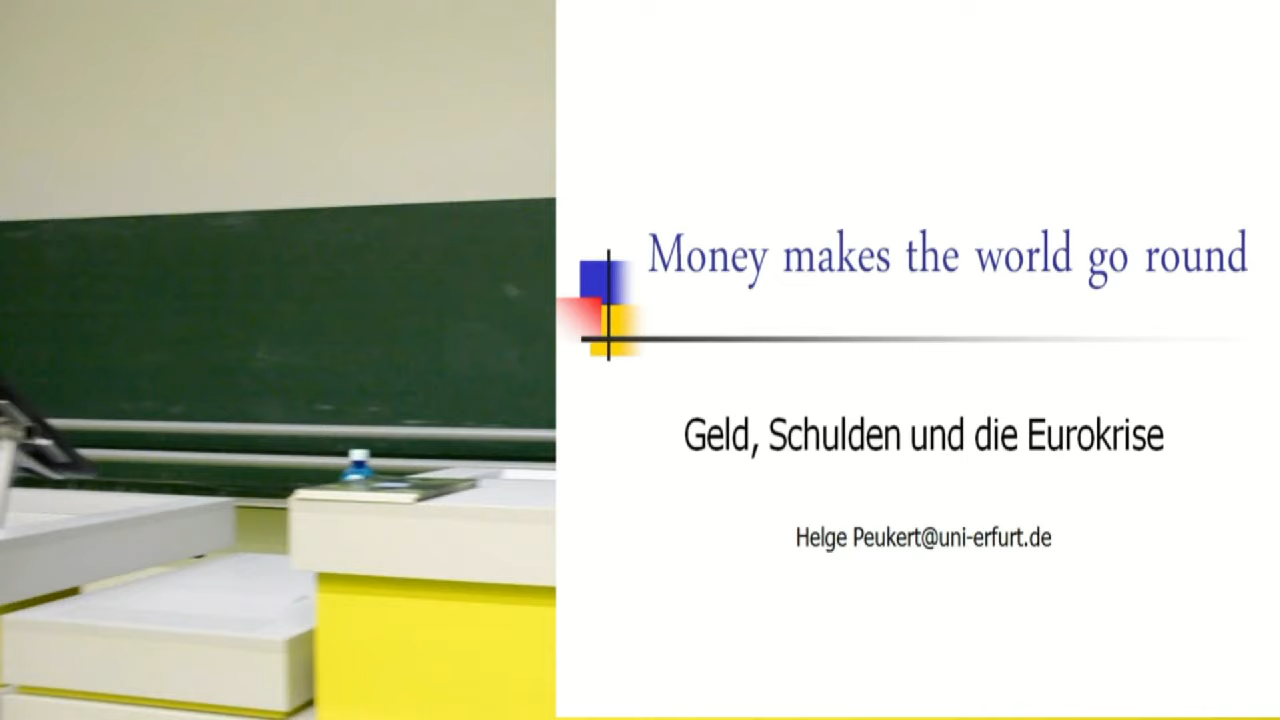 Money makes the world go round
Geld, Schulden und die Eurokrise
Helge Peukert@uni-erfurt.de